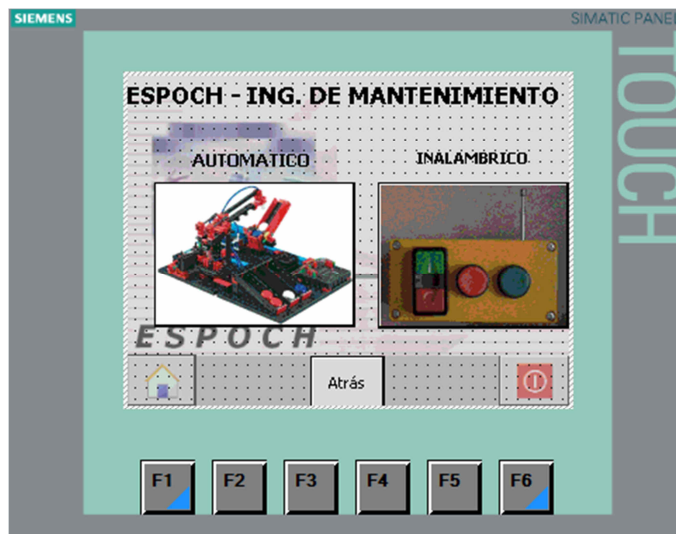 SIEMENS
SIMATIC PANEL
TOUCH
ESPOCH - ING. DE MANTENIMIENTO
AUTOMATICO
INALAMBRICO
ESPOCH
Atrás
F1
F2
F3
F4
F5
F6